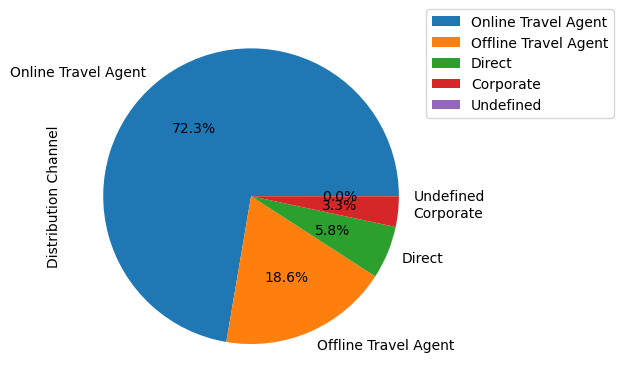 Online Travel Agent
Offline Travel Agent
Direct
Corporate
Undefined
Online Travel Agent
72.3%
Distribution Channel
0.0%
Undefined
3.3%
Corporate
5.8%
Direct
18.6%
Offline Travel Agent